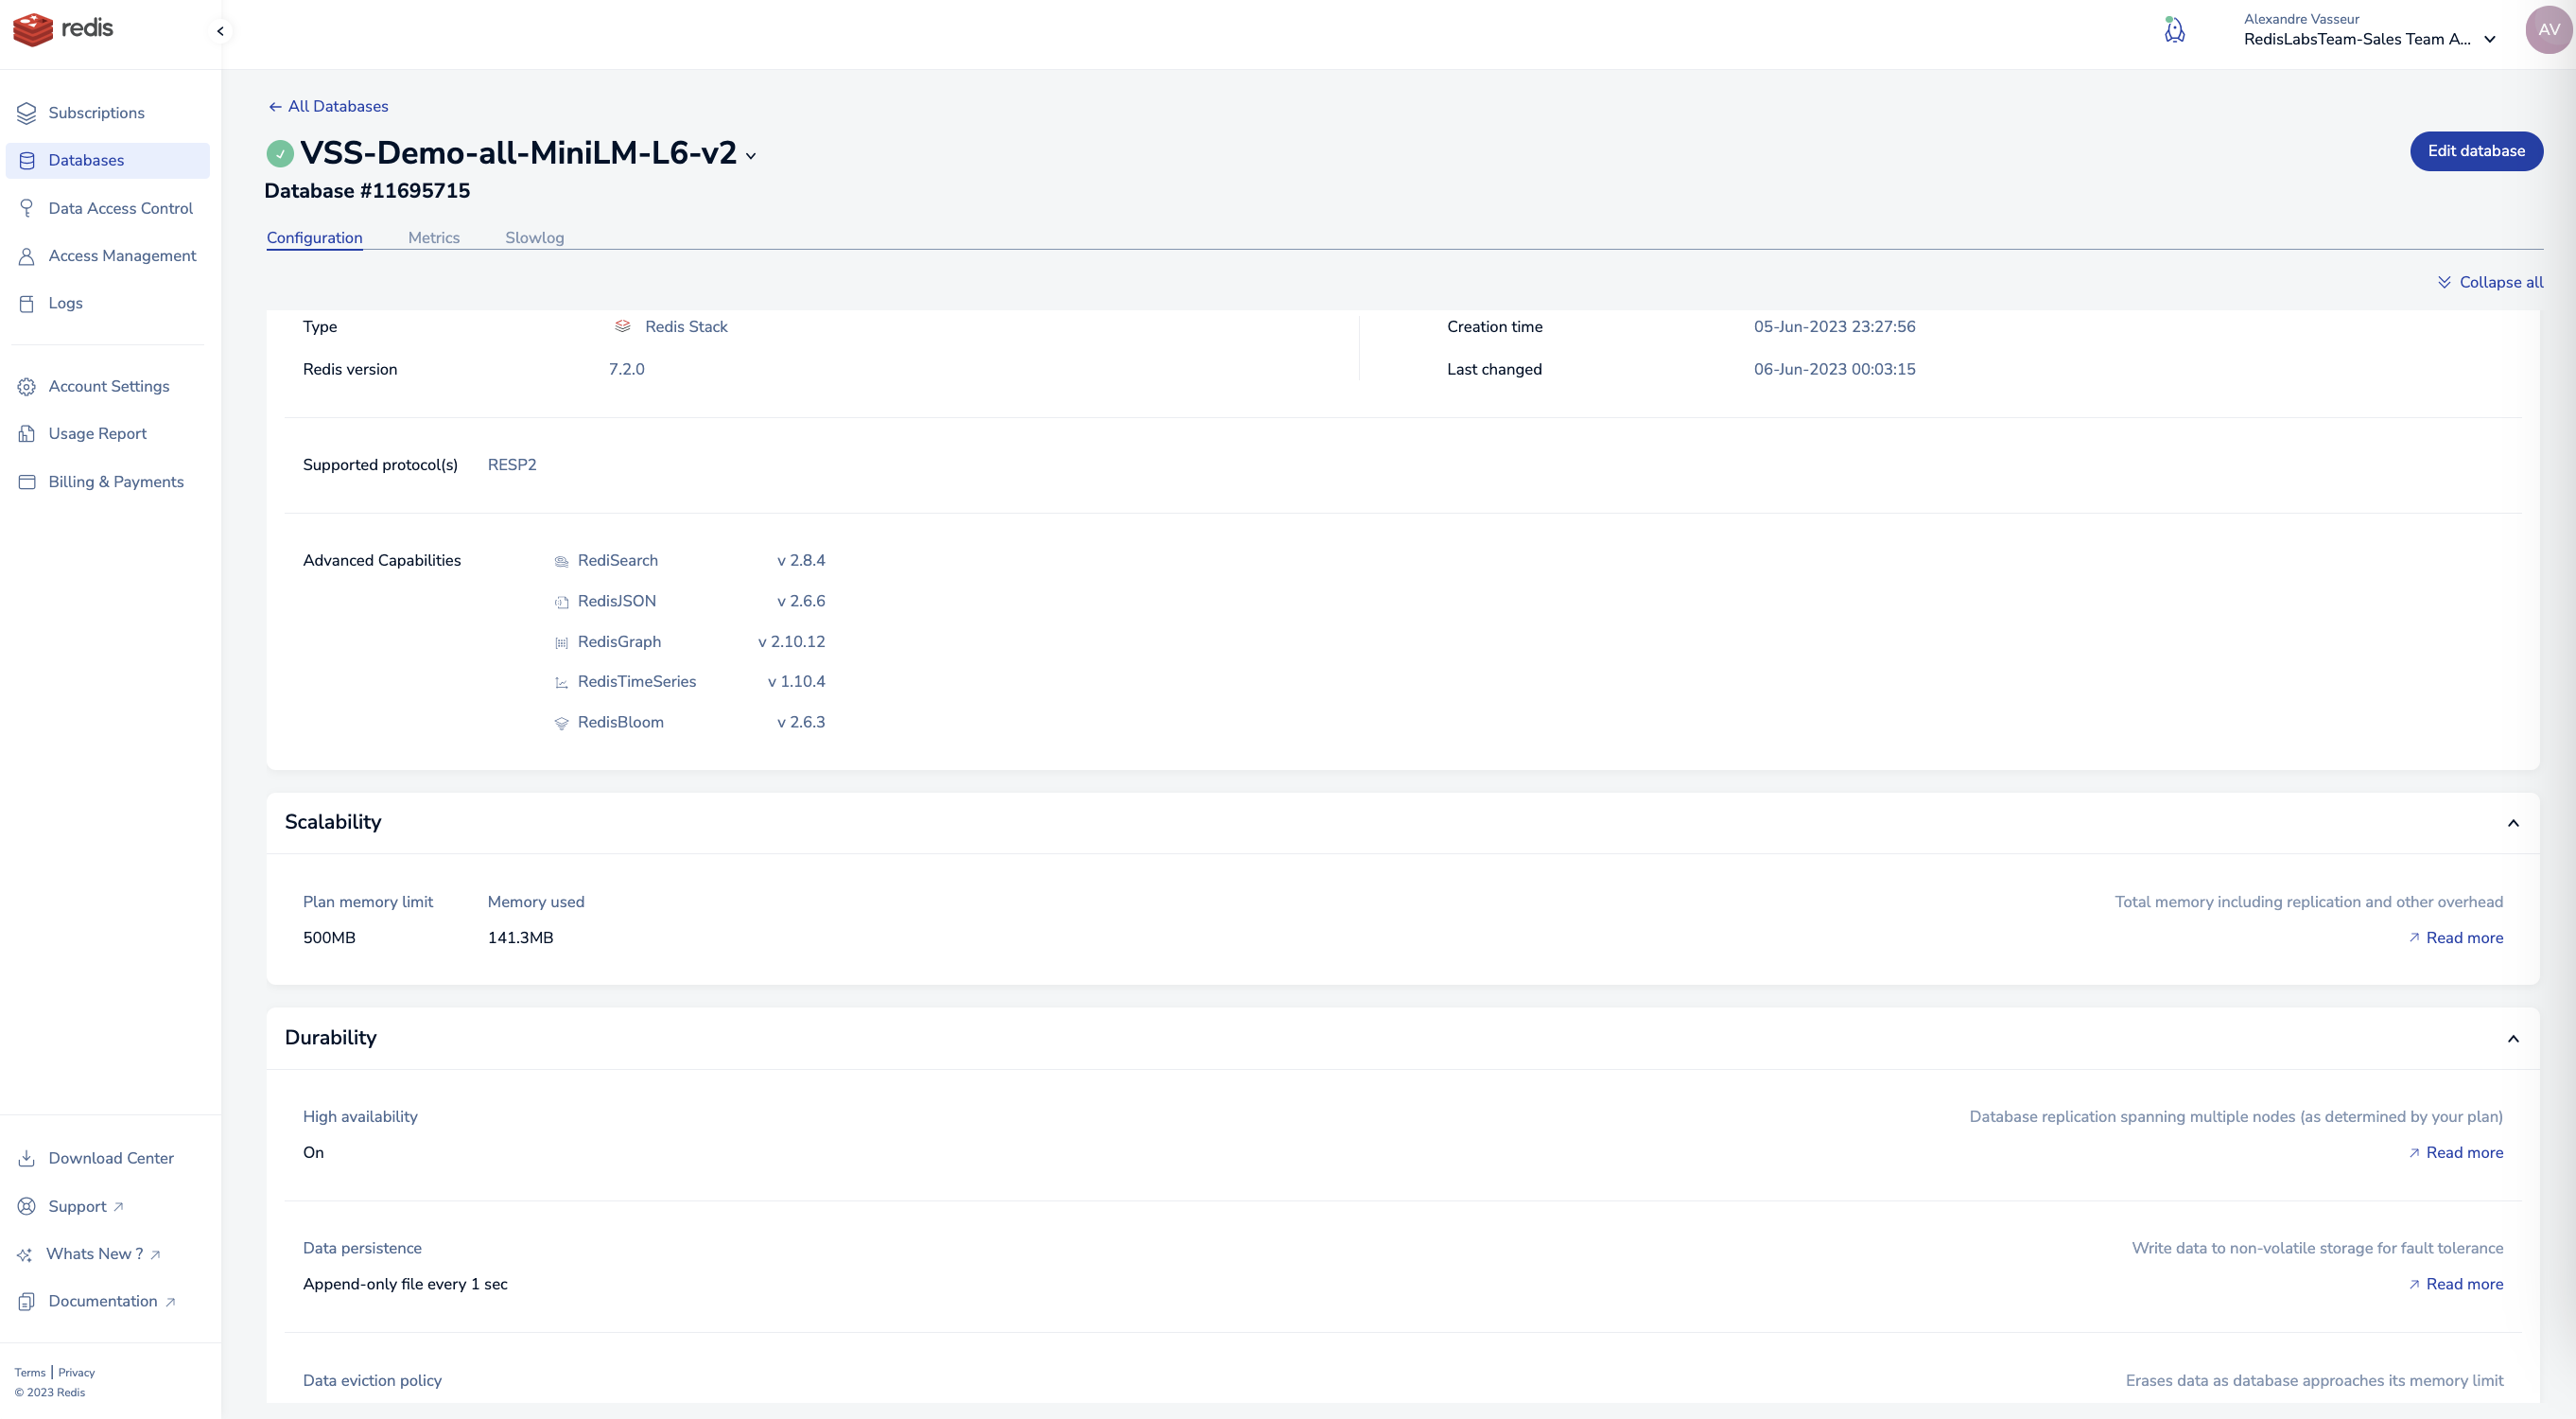 redis
Alexandre Vasseur
RedisLabsTeam-Sales Team A...
AV
Subscriptions
Databases
Data Access Control
Access Management
Logs
Account Settings
Usage Report
Billing & Payments
Download Center
Support
Whats New ?
Documentation
Terms | Privacy
© 2023 Redis
All Databases
VSS-Demo-all-MiniLM-L6-v2
Edit database
Database #11695715
Configuration Metrics Slowlog
Collapse all
Type Redis Stack Creation time 05-Jun-2023 23:27:56
Redis version 7.2.0 Last changed 06-Jun-2023 00:03:15
Supported protocol(s) RESP2
Advanced Capabilities RediSearch v 2.8.4
RedisJSON v 2.6.6
RedisGraph v 2.10.12
RedisTimeSeries v 1.10.4
RedisBloom v 2.6.3
Scalability
Plan memory limit Memory used Total memory including replication and other overhead
500MB 141.3MB Read more
Durability
High availability Database replication spanning multiple nodes (as determined by your plan)
On Read more
Data persistence Write data to non-volatile storage for fault tolerance
Append-only file every 1 sec Read more
Data eviction policy Erases data as database approaches its memory limit